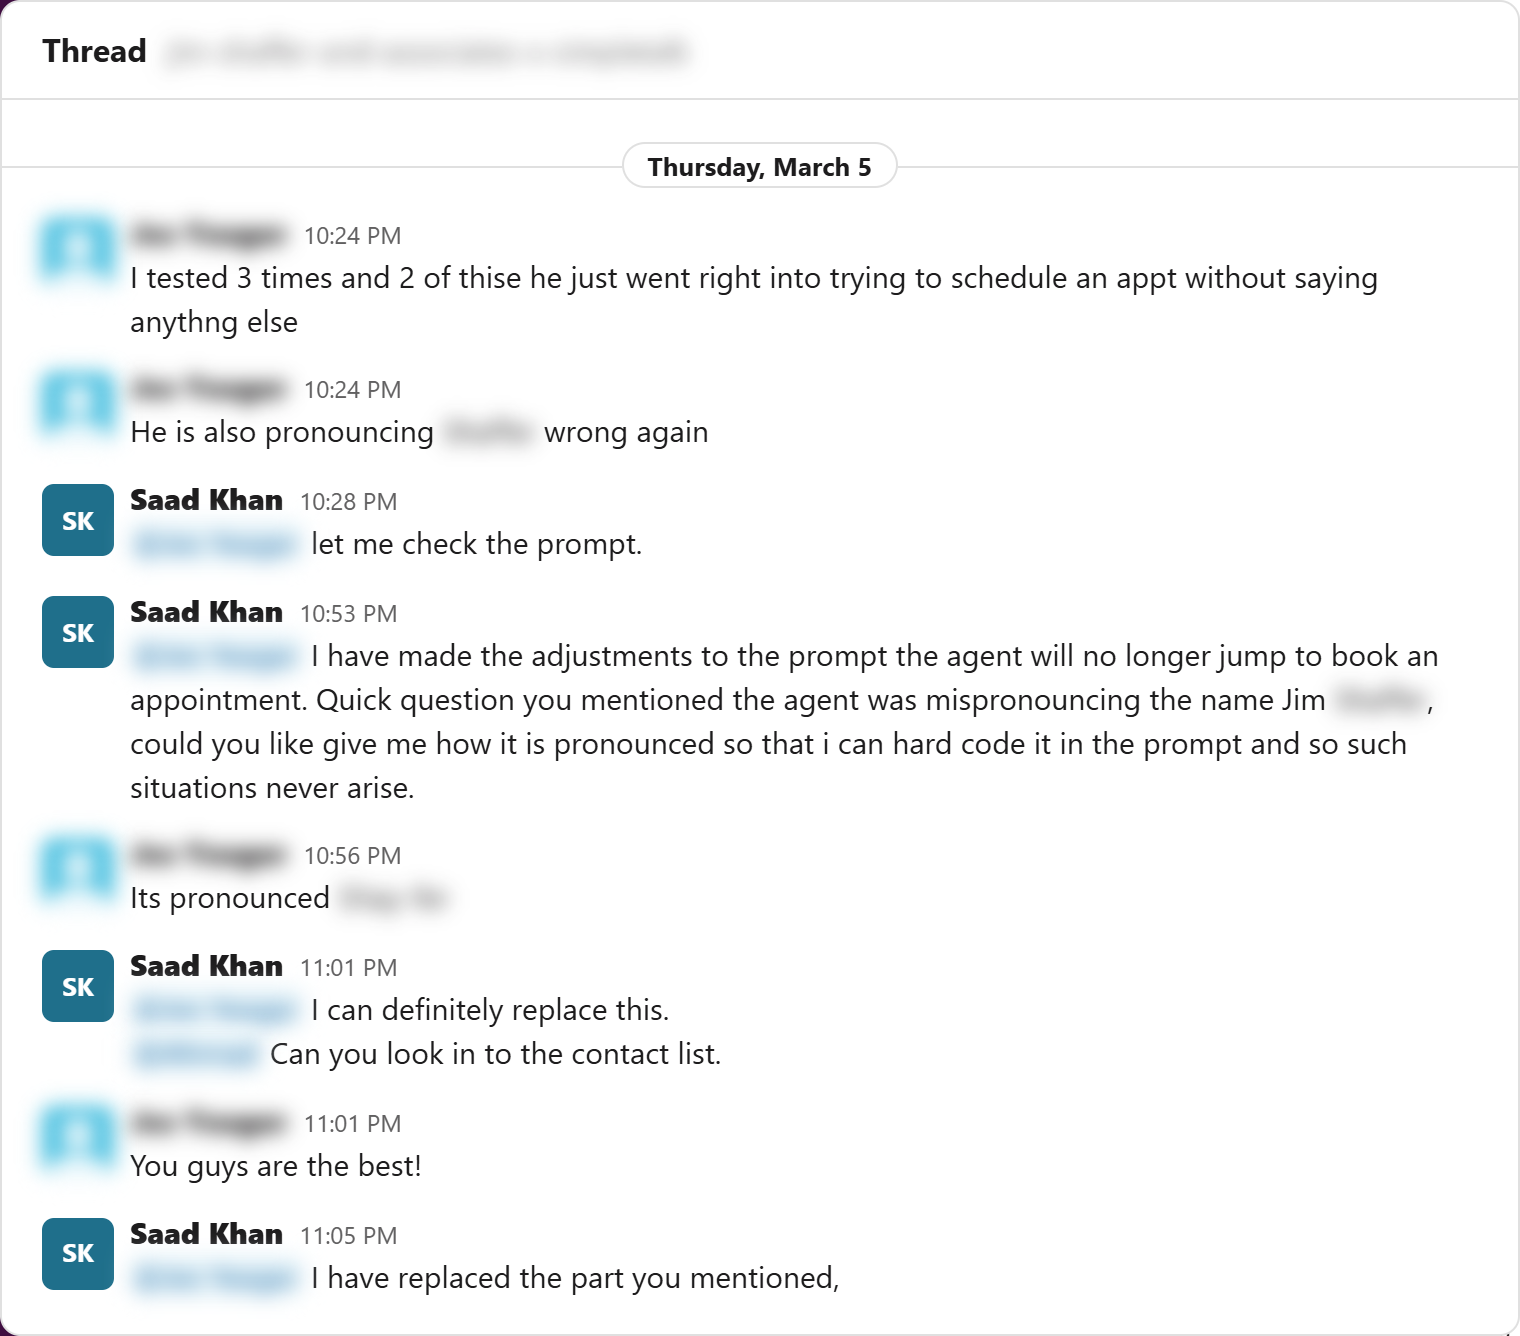 Thread
Thursday, March 5
10:24 PM
I tested 3 times and 2 of thise he just went right into trying to schedule an appt without saying
anythng else
10:24 PM
He is also pronouncing wrong again
SK
Saad Khan 10:28 PM
let me check the prompt.
SK
Saad Khan 10:53 PM
I have made the adjustments to the prompt the agent will no longer jump to book an
appointment. Quick question you mentioned the agent was mispronouncing the name Jim ,
could you like give me how it is pronounced so that i can hard code it in the prompt and so such
situations never arise.
10:56 PM
Its pronounced
SK
Saad Khan 11:01 PM
I can definitely replace this.
Can you look in to the contact list.
11:01 PM
You guys are the best!
SK
Saad Khan 11:05 PM
I have replaced the part you mentioned,